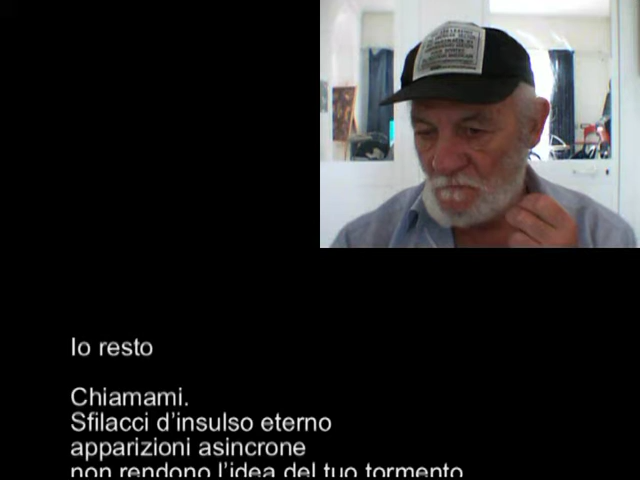 Io resto
Chiamami.
Sfilacci d'insulso eterno
apparizioni asincrone
non rendono l'idea del tuo tormento